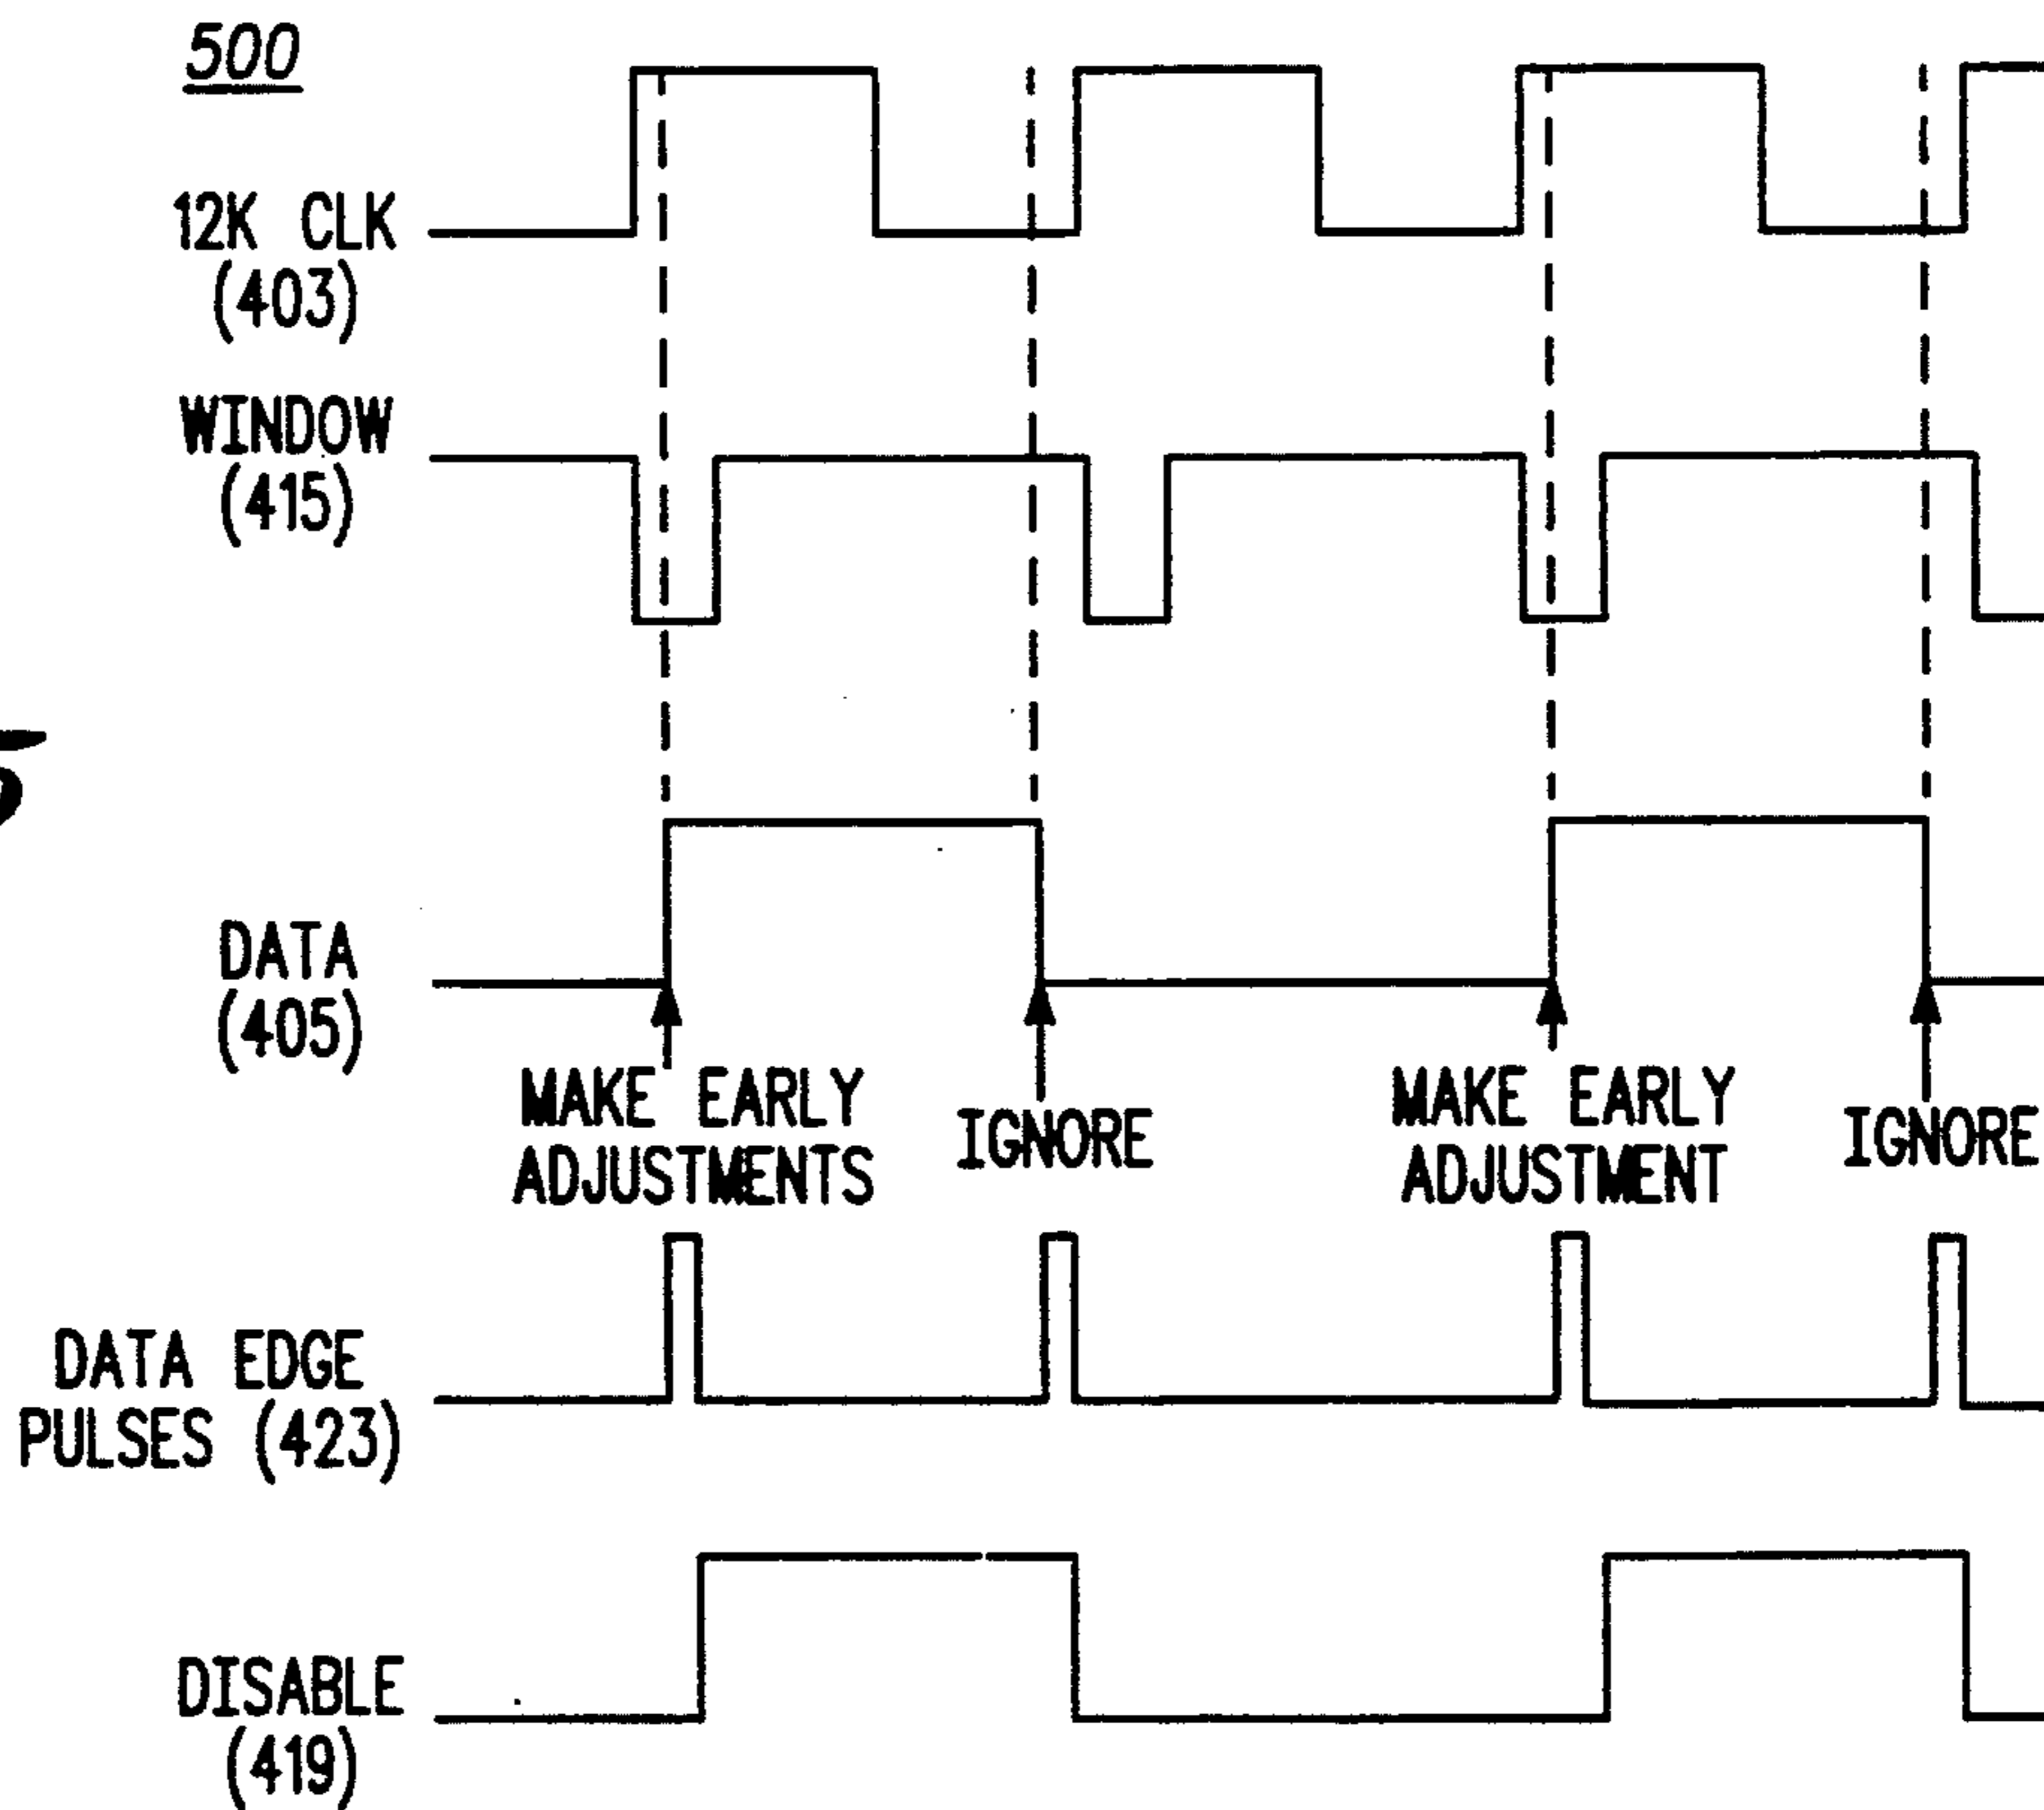 500
12K CLK
(403)
WINDOW
(415)
DATA
(405)
MAKE EARLY
ADJUSTMENTS
IGNORE
MAKE EARLY
ADJUSTMENT
IGNORE
DATA EDGE
PULSES (423)
DISABLE
(419)